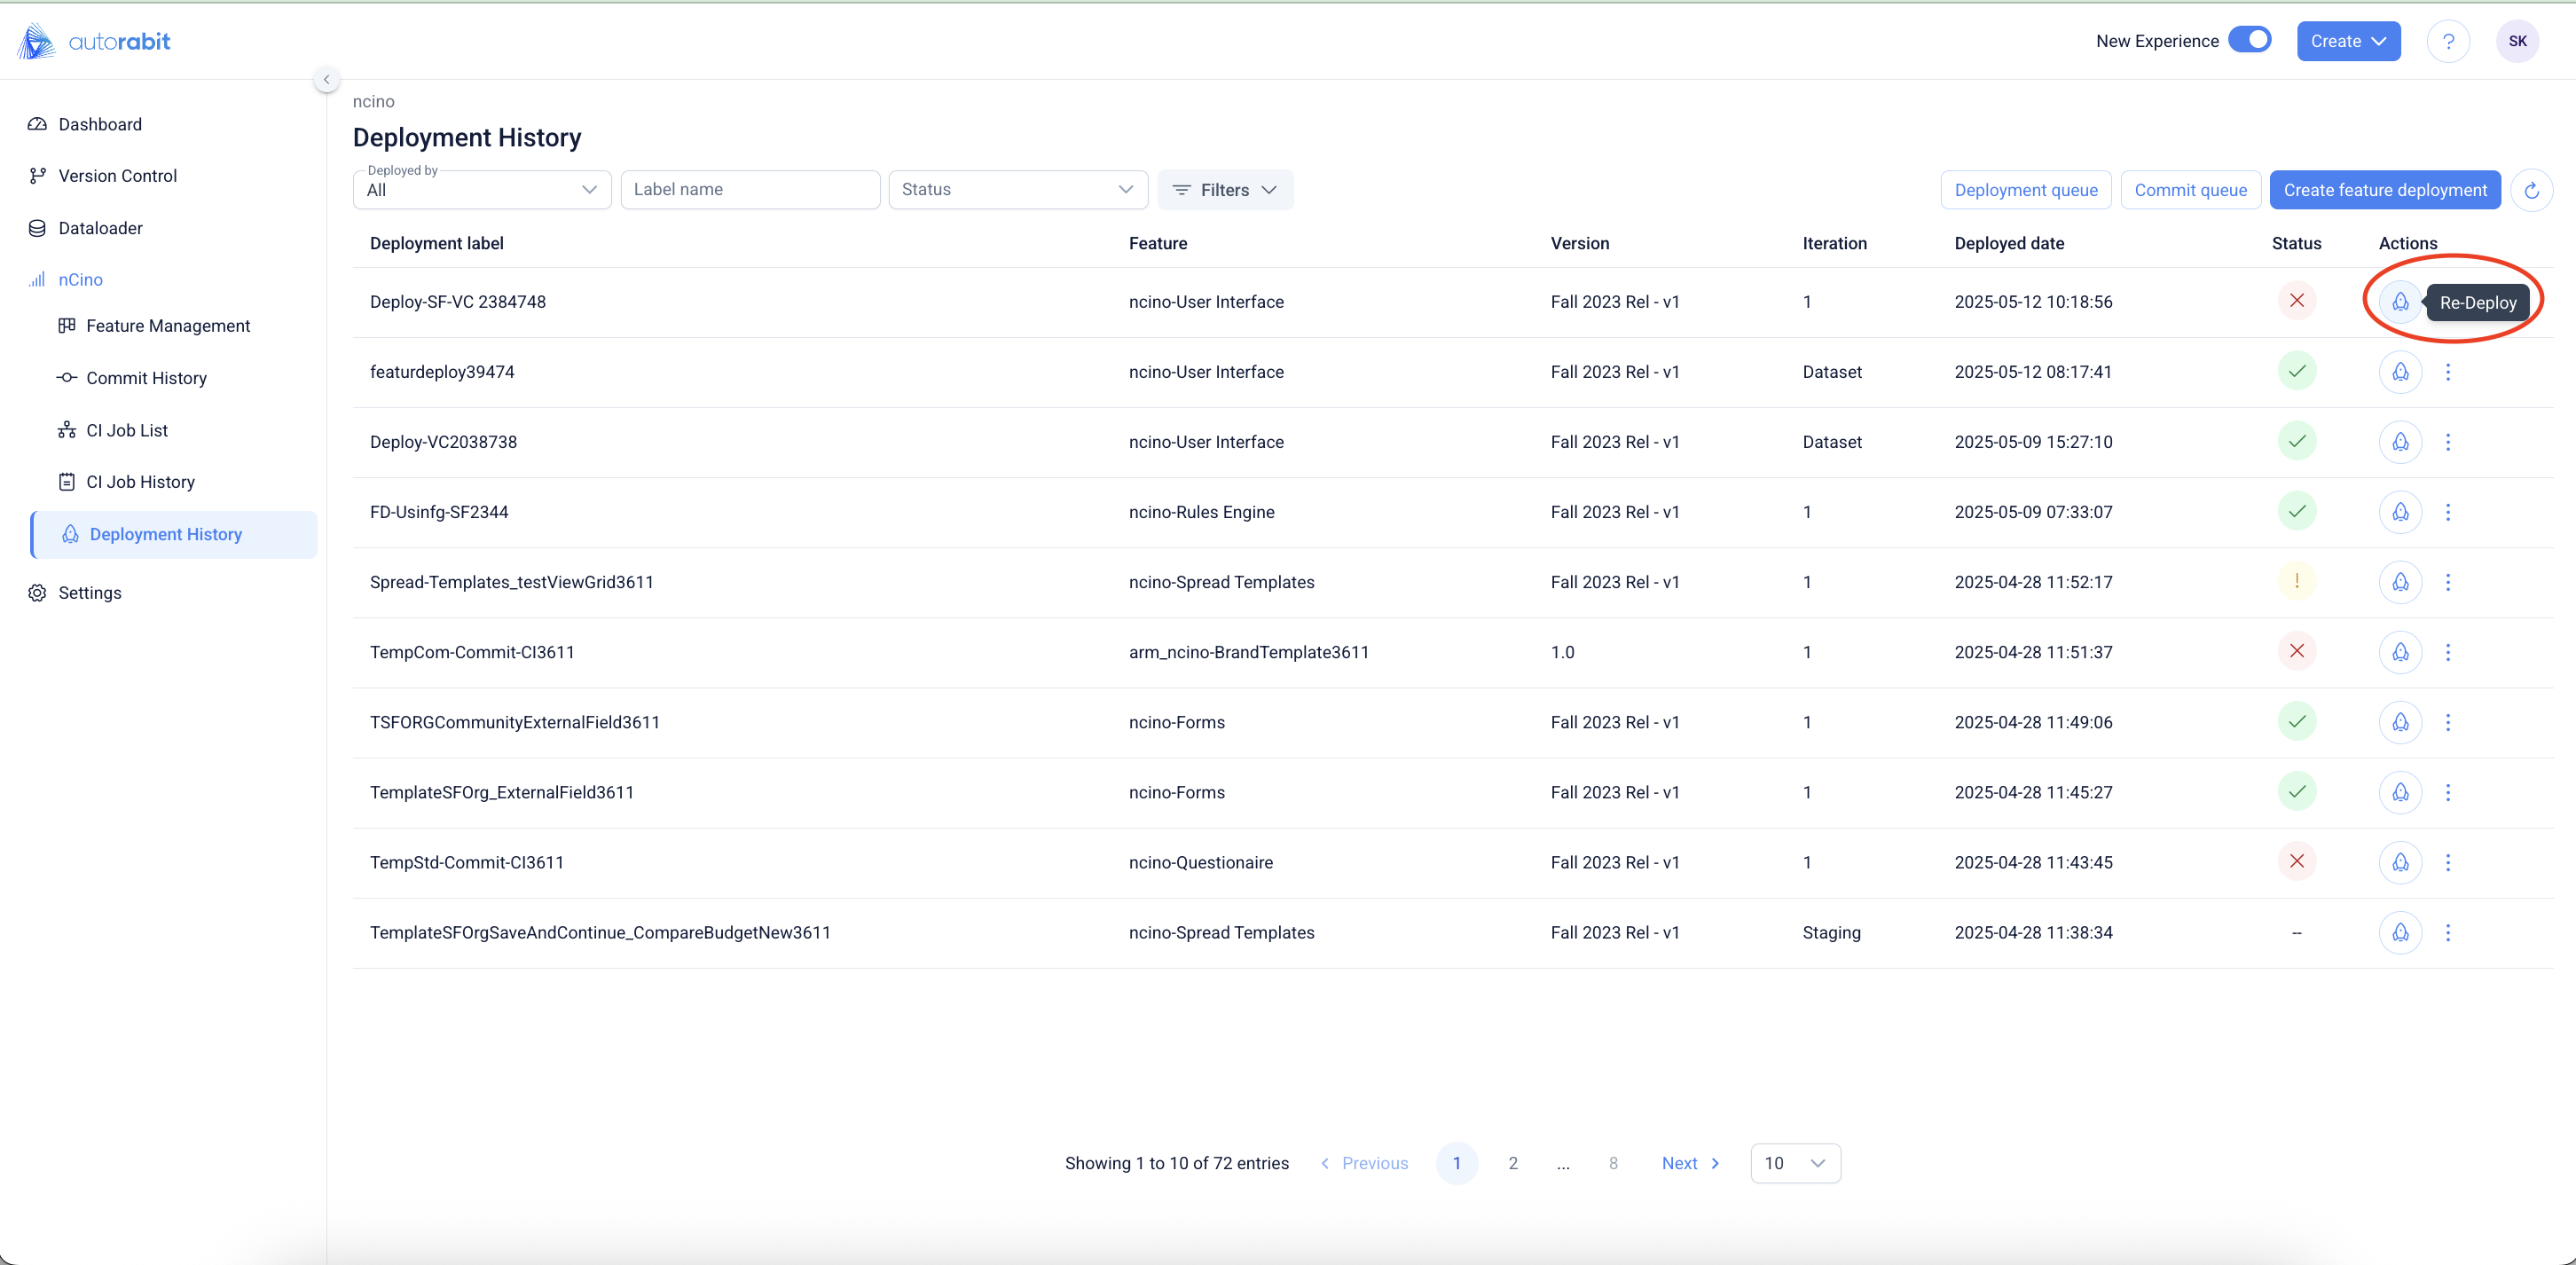 autorabit
New Experience
Create
?
SK
Dashboard
Version Control
Dataloader
nCino
Feature Management
Commit History
CI Job List
CI Job History
Deployment History
Settings
ncino
Deployment History
Deployed by
All
Label name
Status
Filters
Deployment queue
Commit queue
Create feature deployment
Deployment label Feature Version Iteration Deployed date Status Actions
Deploy-SF-VC 2384748 ncino-User Interface Fall 2023 Rel - v1 1 2025-05-12 10:18:56 Re-Deploy
featurdeploy39474 ncino-User Interface Fall 2023 Rel - v1 Dataset 2025-05-12 08:17:41
Deploy-VC2038738 ncino-User Interface Fall 2023 Rel - v1 Dataset 2025-05-09 15:27:10
FD-Usinfg-SF2344 ncino-Rules Engine Fall 2023 Rel - v1 1 2025-05-09 07:33:07
Spread-Templates_testViewGrid3611 ncino-Spread Templates Fall 2023 Rel - v1 1 2025-04-28 11:52:17 !
TempCom-Commit-CI3611 arm_ncino-BrandTemplate3611 1.0 1 2025-04-28 11:51:37
TSFORGCommunityExternalField3611 ncino-Forms Fall 2023 Rel - v1 1 2025-04-28 11:49:06
TemplateSFOrg_ExternalField3611 ncino-Forms Fall 2023 Rel - v1 1 2025-04-28 11:45:27
TempStd-Commit-CI3611 ncino-Questionaire Fall 2023 Rel - v1 1 2025-04-28 11:43:45
TemplateSFOrgSaveAndContinue_CompareBudgetNew3611 ncino-Spread Templates Fall 2023 Rel - v1 Staging 2025-04-28 11:38:34 --
Showing 1 to 10 of 72 entries Previous 1 2 ... 8 Next 10